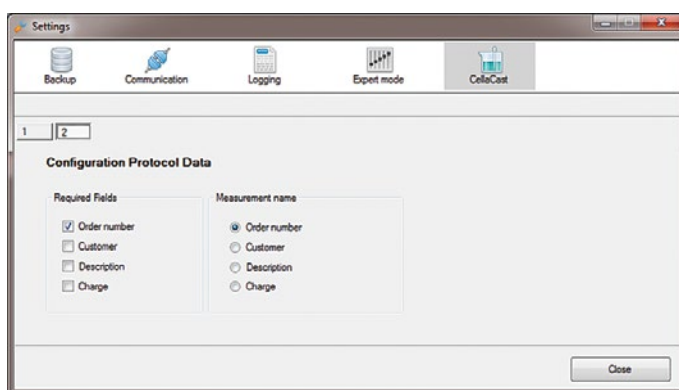 Settings
Backup Communication Logging Expert mode CellaCast
1 2
Configuration Protocol Data
Required Fields Measurement name
Order number Order number
Customer Customer
Description Description
Charge Charge
Close